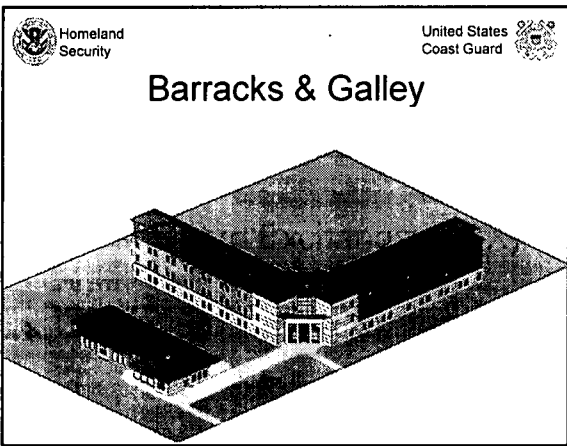 Homeland
Security
United States
Coast Guard
Barracks & Galley